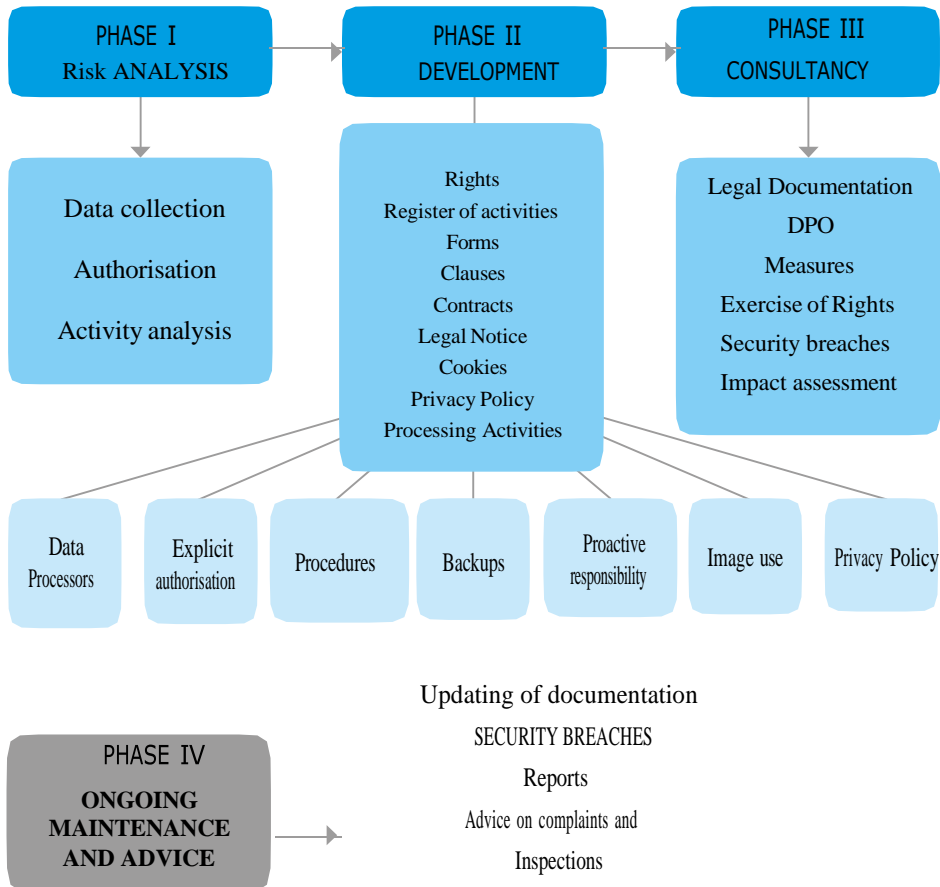 PHASE I
Risk ANALYSIS
PHASE II
DEVELOPMENT
PHASE III
CONSULTANCY
Data collection
Authorisation
Activity analysis
Rights
Register of activities
Forms
Clauses
Contracts
Legal Notice
Cookies
Privacy Policy
Processing Activities
Legal Documentation
DPO
Measures
Exercise of Rights
Security breaches
Impact assessment
Data
Processors
Explicit
authorisation
Procedures
Backups
Proactive
responsibility
Image use
Privacy Policy
PHASE IV
ONGOING
MAINTENANCE
AND ADVICE
Updating of documentation
SECURITY BREACHES
Reports
Advice on complaints and
Inspections